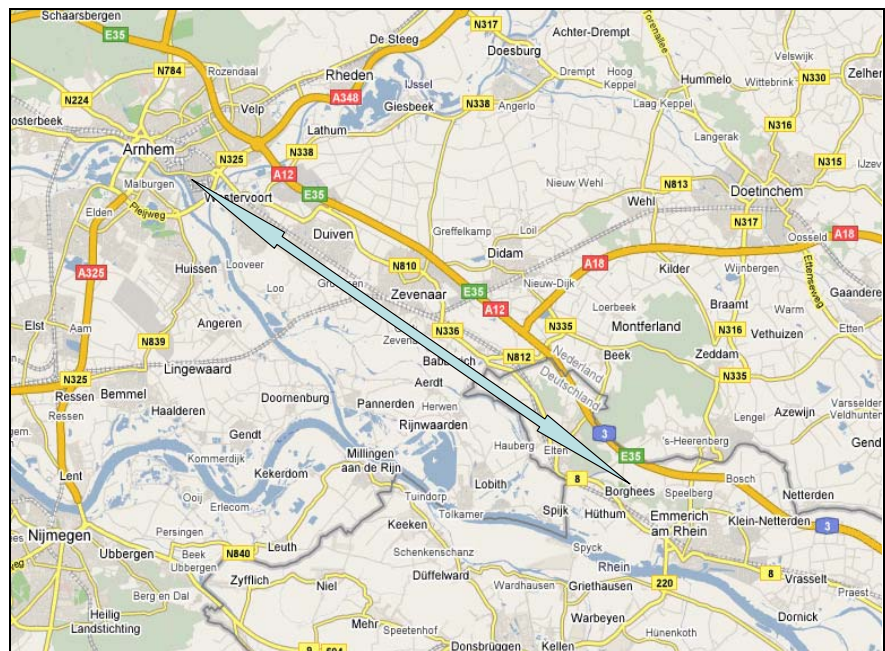 Schaarsbergen
E35
N317
Achter-Drempt
Torenallee
De Steeg
Doesburg
Velswijk
N784
Rozendaal
Rheden
IJssel
Drempt
Hoog
Keppel
Hummelo
Wittebrink
N330
Zelhem
N224
A348
Giesbeek
N338
Angerlo
Laag Keppel
Velp
Lathum
N316
Langerak
Arnhem
N325
N338
N315
A12
Malburgen
E35
Nieuw Wehl
N813
Doetinchem
Westervoort
Wehl
Elden
Pleijweg
N317
Greffelkamp
Loil
Oosseld
A18
Duiven
Didam
A325
Huissen
Looveer
N810
A18
Kilder
Wijnbergen
Effenseweg
Loo
Zevenaar
E35
Nieuw-Dijk
A12
Loerbeek
Braamt
Warm
Elst
Aam
Angeren
N336
N335
Montferland
N316
Vethuizen
Etten
N839
N812
Nederland
Beek
Zeddam
Deutschland
N325
Lingewaard
Aerdt
N335
Ressen
Bemmel
Doornenburg
Pannerden
Herwen
Azewijn
Ressen
Haalderen
Rijnwaarden
Lengel
3
's-Heerenberg
Gendt
Hauberg
Elten
E35
Kommerdijk
Millingen
aan de Rijn
Lent
Kekerdom
Lobith
8
Borghees
Speelberg
Bosch
Netterden
Ooij
Erlecom
Tuindorp
Tolkamer
Spijk
Hüthum
Emmerich
am Rhein
Klein-Netterden
3
Nijmegen
Persingen
Keeken
Ubbergen
Beek
Ubbergen
N840
Leuth
Schenkenschanz
Spyck
Rhein
8
Zyfflich
Niel
Düffelward
Wardhausen
Griethausen
220
Vrasselt
Berg en Dal
Praest
Heilig
Landstichting
Mehr
Speetenhof
Warbeyen
Dornick
Hünenkoth
9
504
Donsbrüggen
Kellen